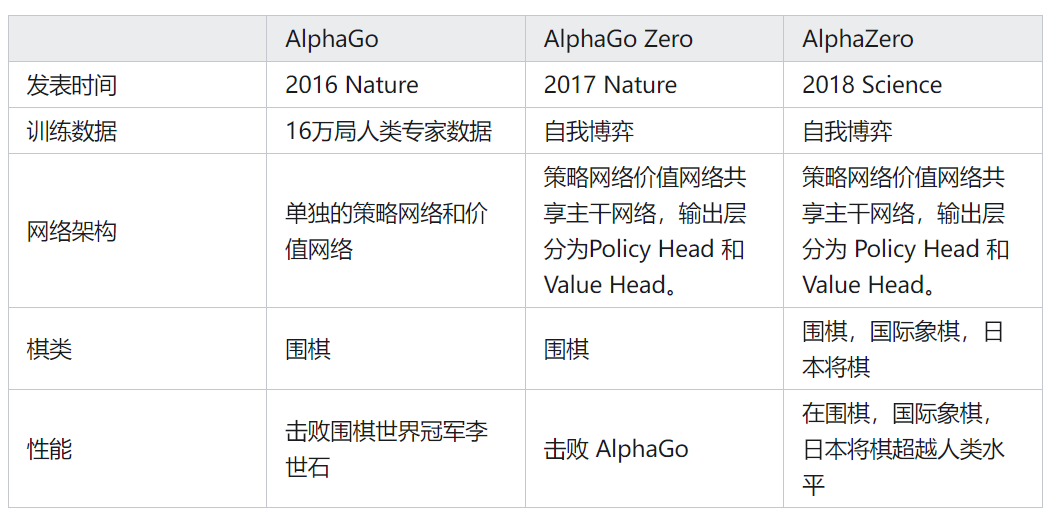 AlphaGo
AlphaGo Zero
AlphaZero
发表时间
2016 Nature
2017 Nature
2018 Science
训练数据
16万局人类专家数据
自我博弈
自我博弈
网络架构
单独的策略网络和价
值网络
策略网络价值网络共
享主干网络，输出层
分为Policy Head 和
Value Head。
策略网络价值网络共
享主干网络，输出层
分为 Policy Head 和
Value Head。
棋类
围棋
围棋
围棋，国际象棋，日
本将棋
性能
击败围棋世界冠军李
世石
击败 AlphaGo
在围棋，国际象棋，
日本将棋超越人类水
平